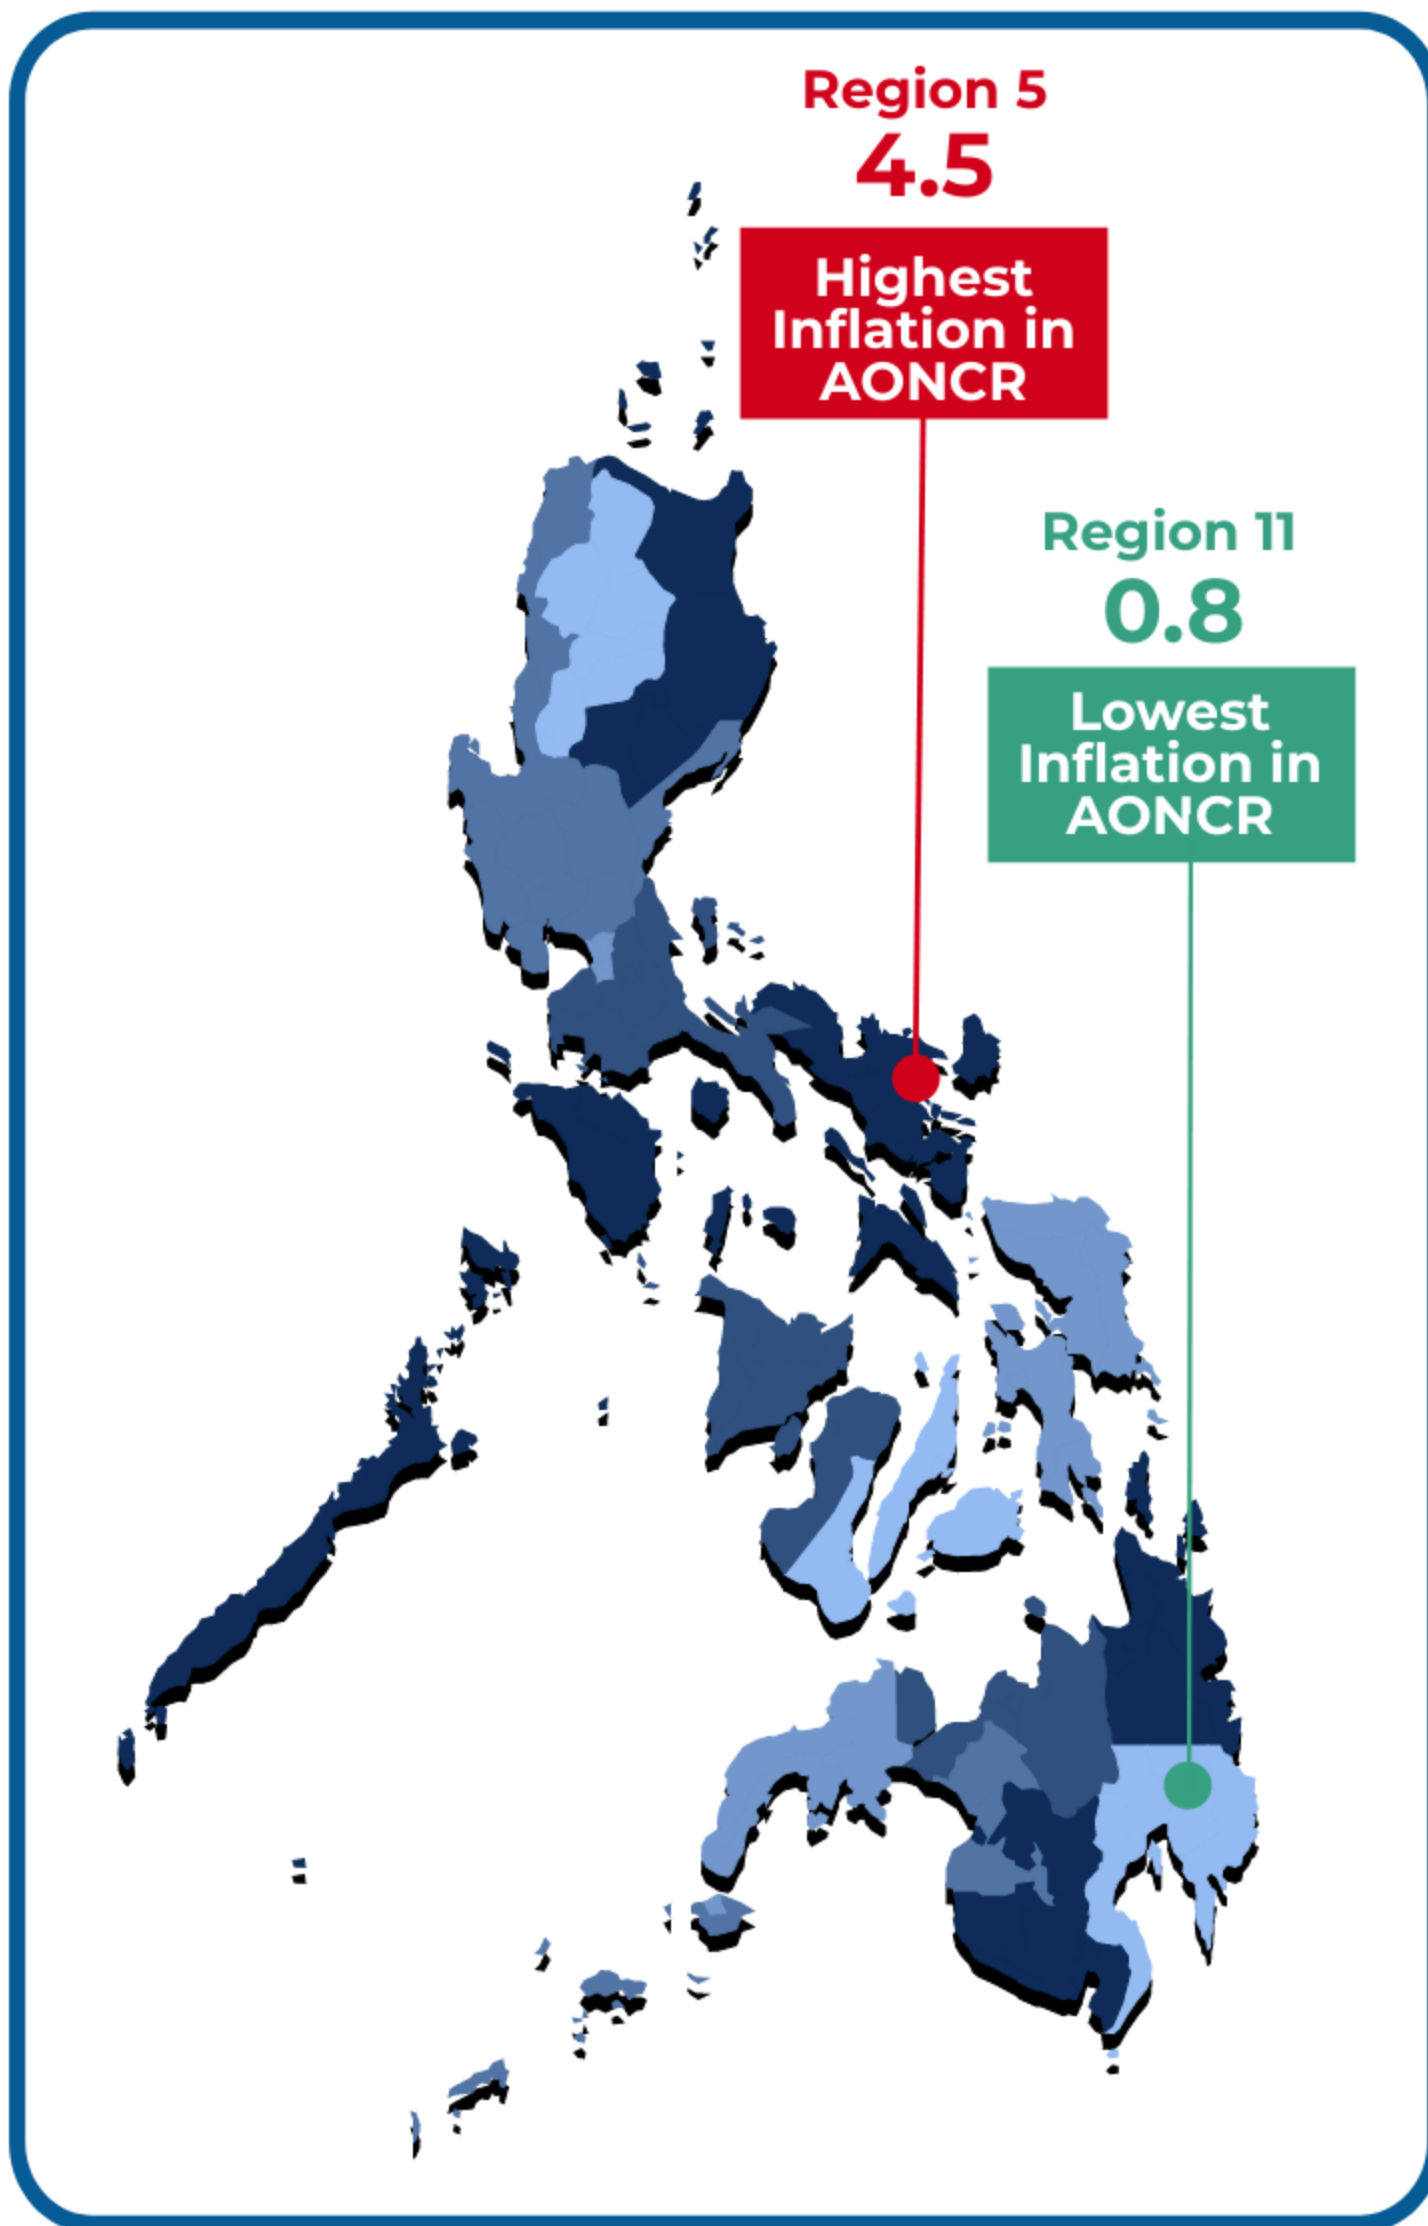 Region 5
4.5
Highest
Inflation in
AONCR
Region 11
0.8
Lowest
Inflation in
AONCR